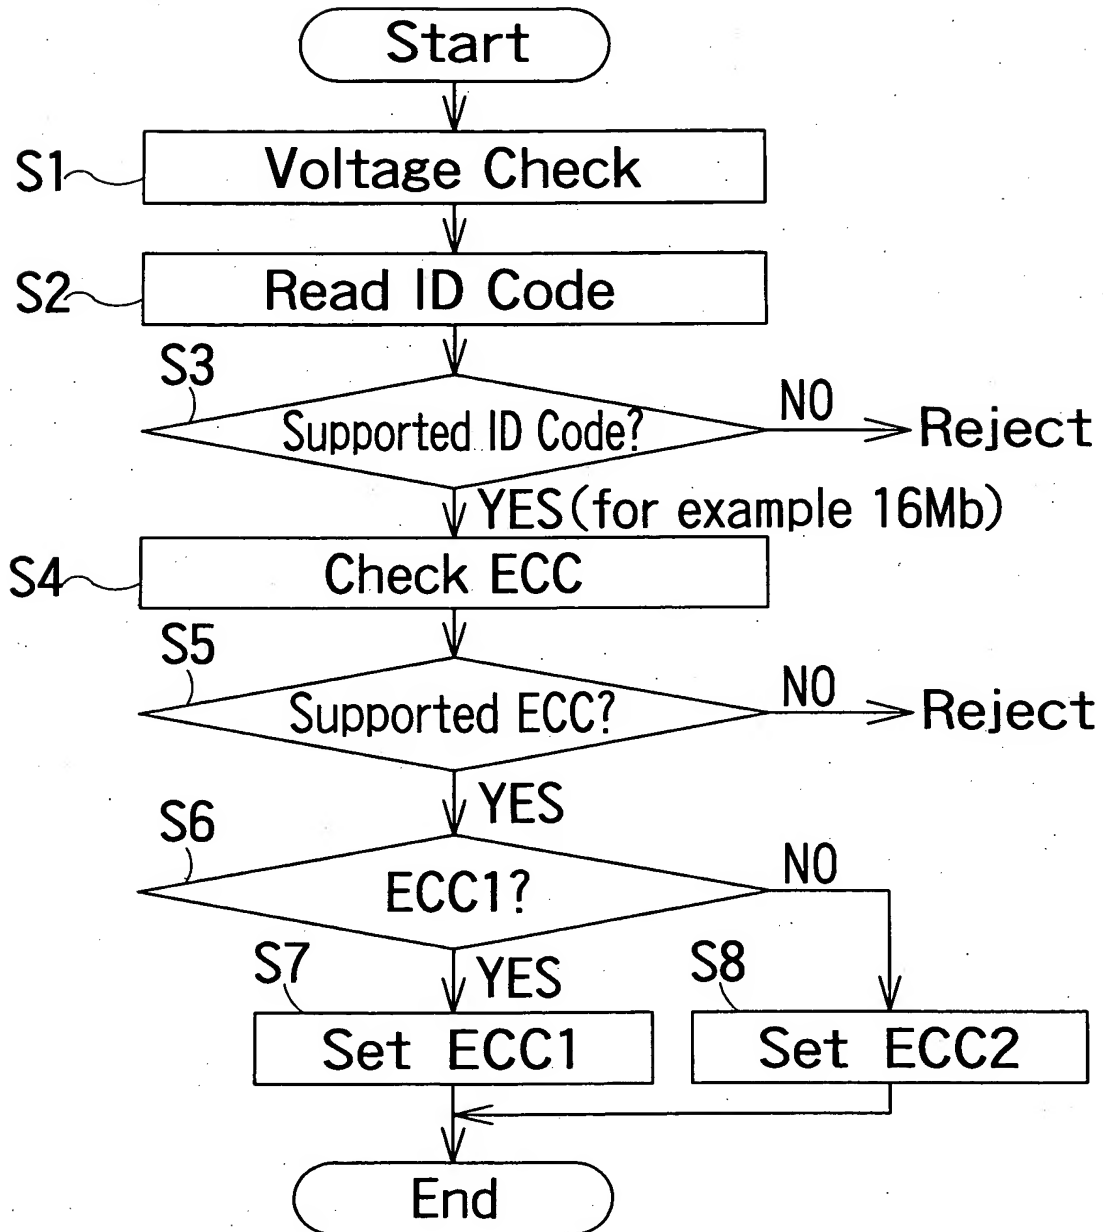 Start
S1
Voltage Check
S2
Read ID Code
S3
Supported ID Code?
NO
Reject
YES(for example 16Mb)
S4
Check ECC
S5
Supported ECC?
NO
Reject
YES
S6
ECC1?
NO
YES
S7
Set ECC1
S8
Set ECC2
End